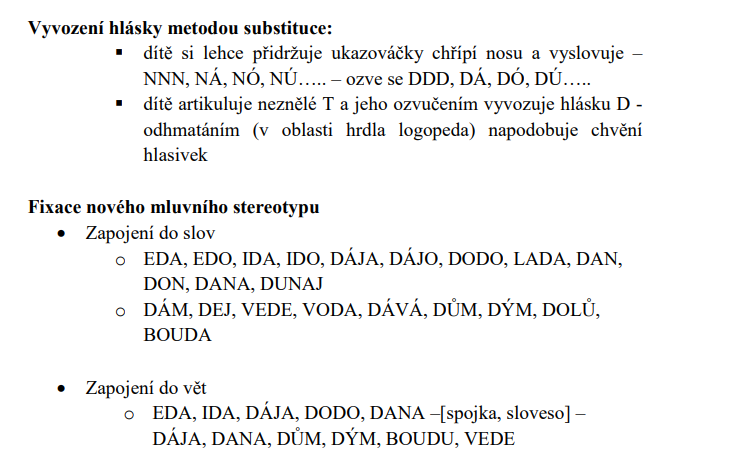 Vyvození hlásky metodou substituce:
▪ dítě si lehce přidržuje ukazováčky chřípí nosu a vyslovuje –
NNN, NÁ, NÓ, NÚ….. – ozve se DDD, DÁ, DÓ, DÚ…..
▪ dítě artikuluje neznělé T a jeho ozvučením vyvozuje hlásku D -
odhmatáním (v oblasti hrdla logopeda) napodobuje chvění
hlasivek
Fixace nového mluvního stereotypu
• Zapojení do slov
o EDA, EDO, IDA, IDO, DÁJA, DÁJO, DODO, LADA, DAN,
DON, DANA, DUNAJ
o DÁM, DEJ, VEDE, VODA, DÁVÁ, DŮM, DÝM, DOLŮ,
BOUDA
• Zapojení do vět
o EDA, IDA, DÁJA, DODO, DANA –[spojka, sloveso] –
DÁJA, DANA, DŮM, DÝM, BOUDU, VEDE